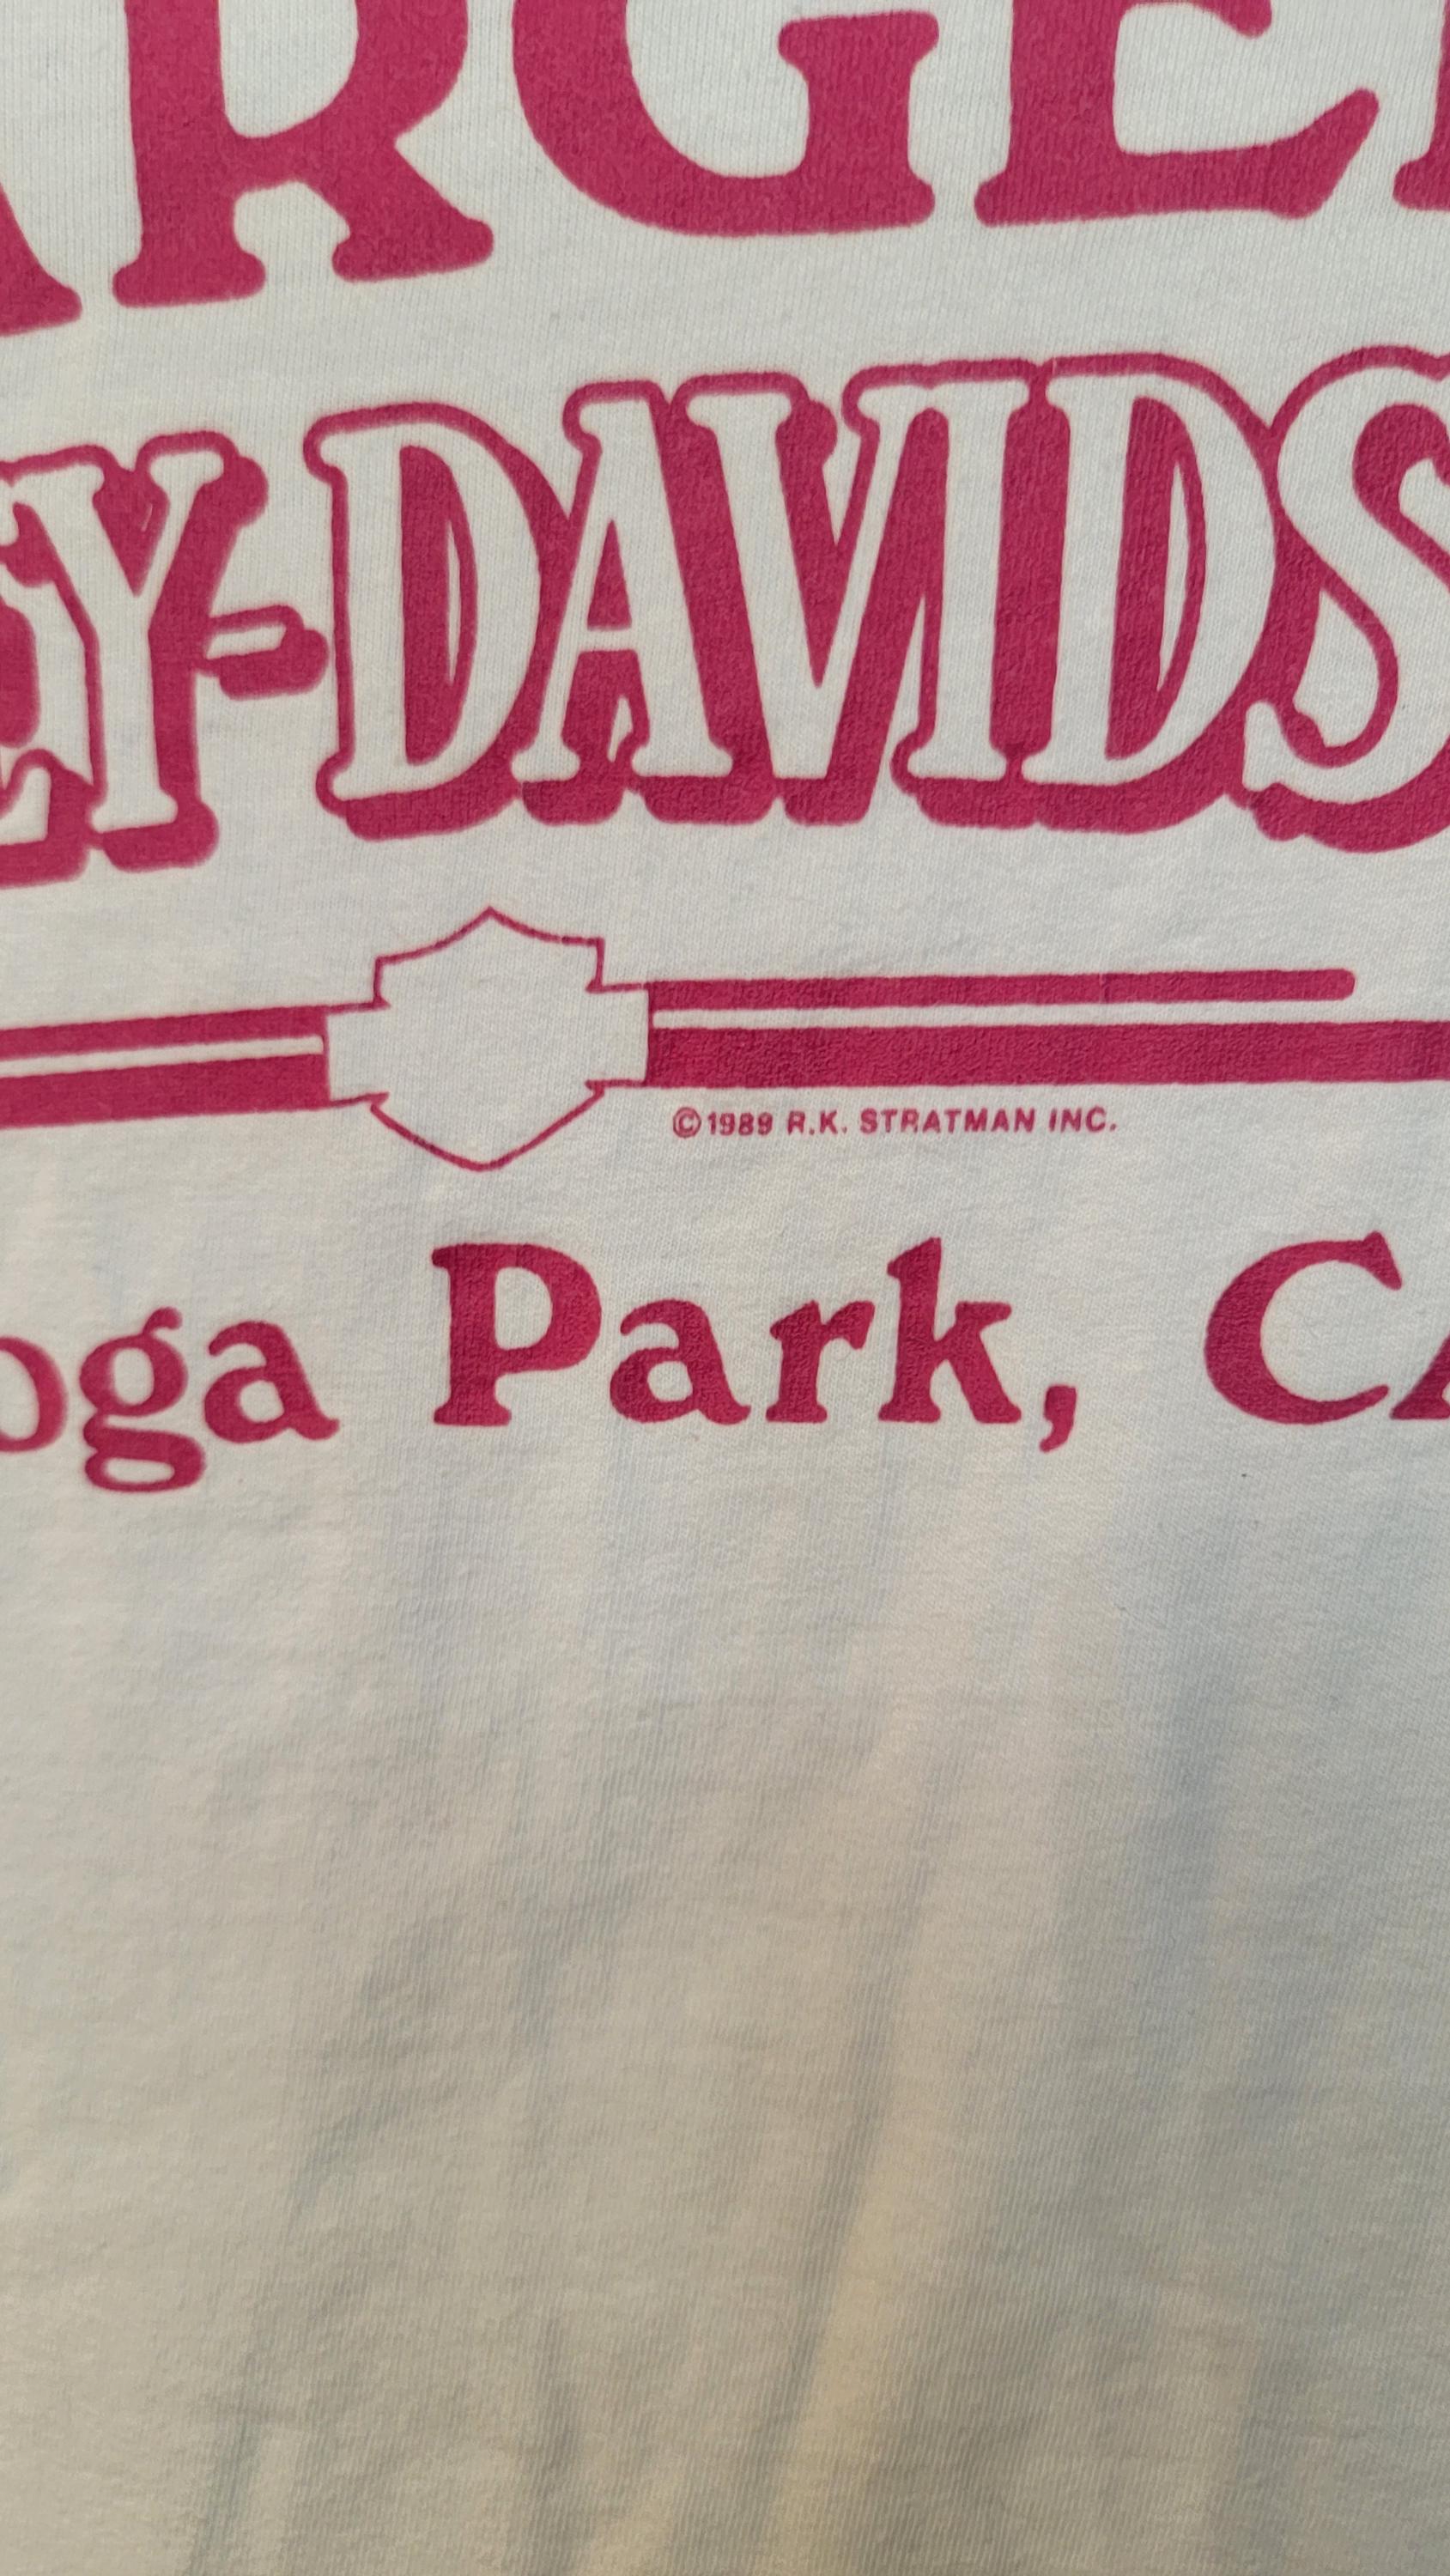 ARGE
EY-DAVIDS
©1989 R.K. STRATMAN INC.
oga Park, CA